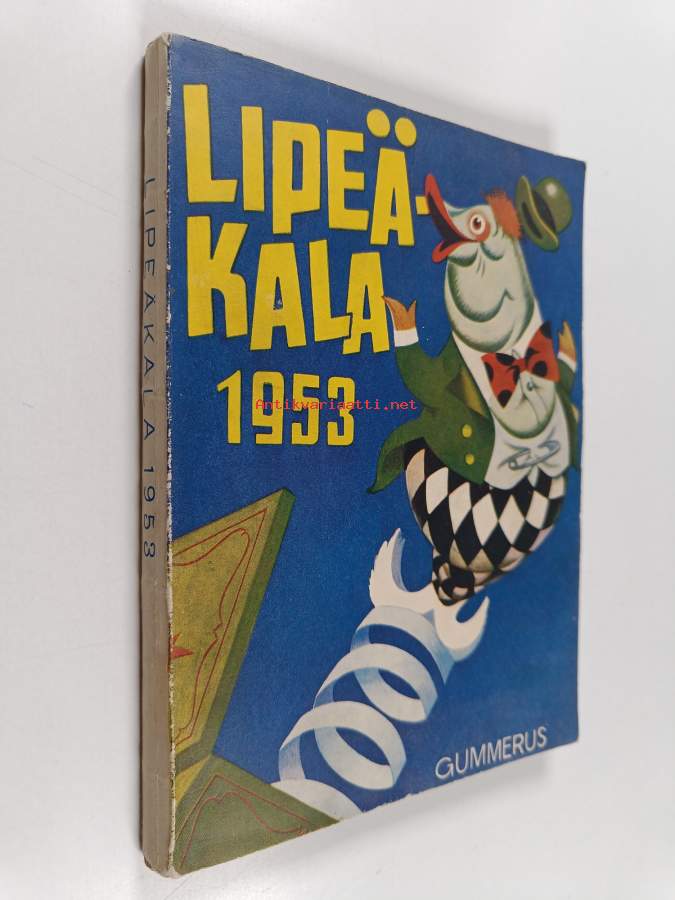 LIPEÄ-
KALA
1953
Antikvariaatti.net
GUMMERUS
LIPEÄKALA 1953